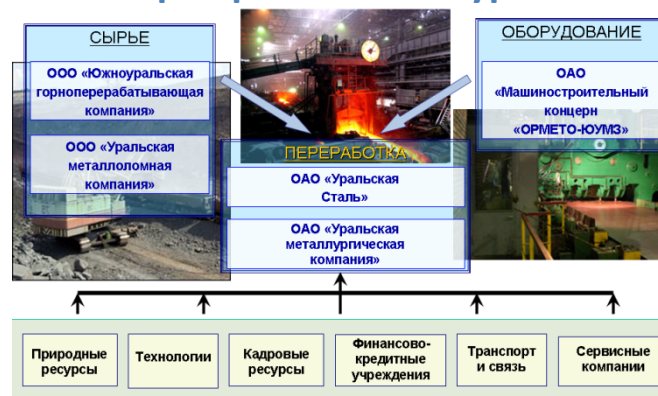 СЫРЬЕ
ООО «Южноуральская
горноперерабатывающая
компания»
ООО «Уральская
металлоломная
компания»
ОБОРУДОВАНИЕ
ОАО
«Машиностроительный
концерн
«ОРМЕТО-ЮУМЗ»
ПЕРЕРАБОТКА
ОАО «Уральская
Сталь»
ОАО «Уральская
металлургическая
компания»
Природные
ресурсы
Технологии
Кадровые
ресурсы
Финансово-
кредитные
учреждения
Транспорт
и связь
Сервисные
компании